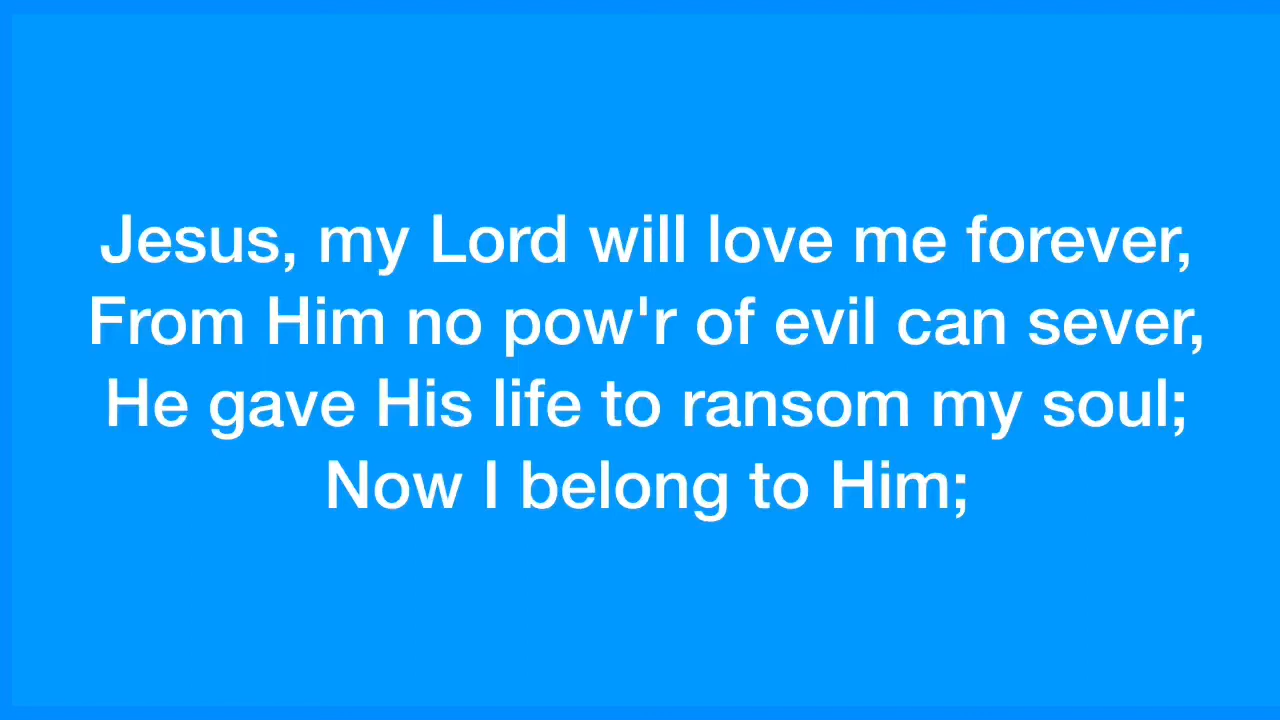 Jesus, my Lord will love me forever,
From Him no pow'r of evil can sever,
He gave His life to ransom my soul;
Now I belong to Him;